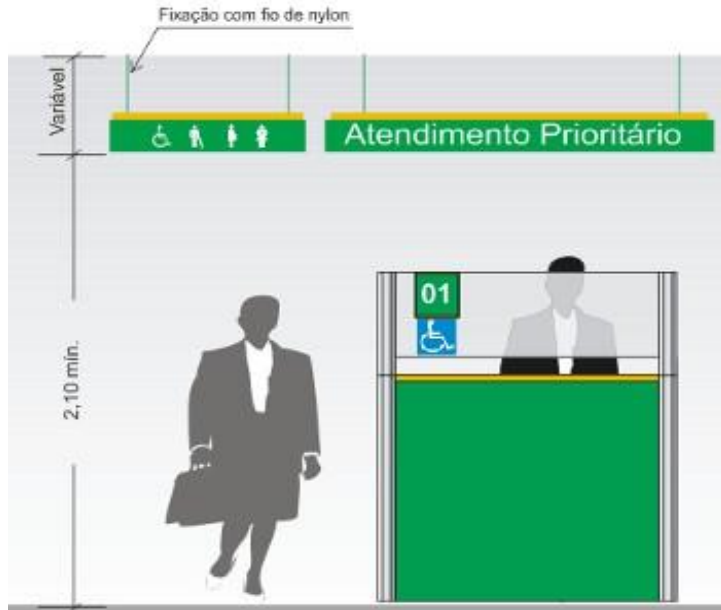 Fixação com fio de nylon
Variável
Atendimento Prioritário
01
2,10 mín.